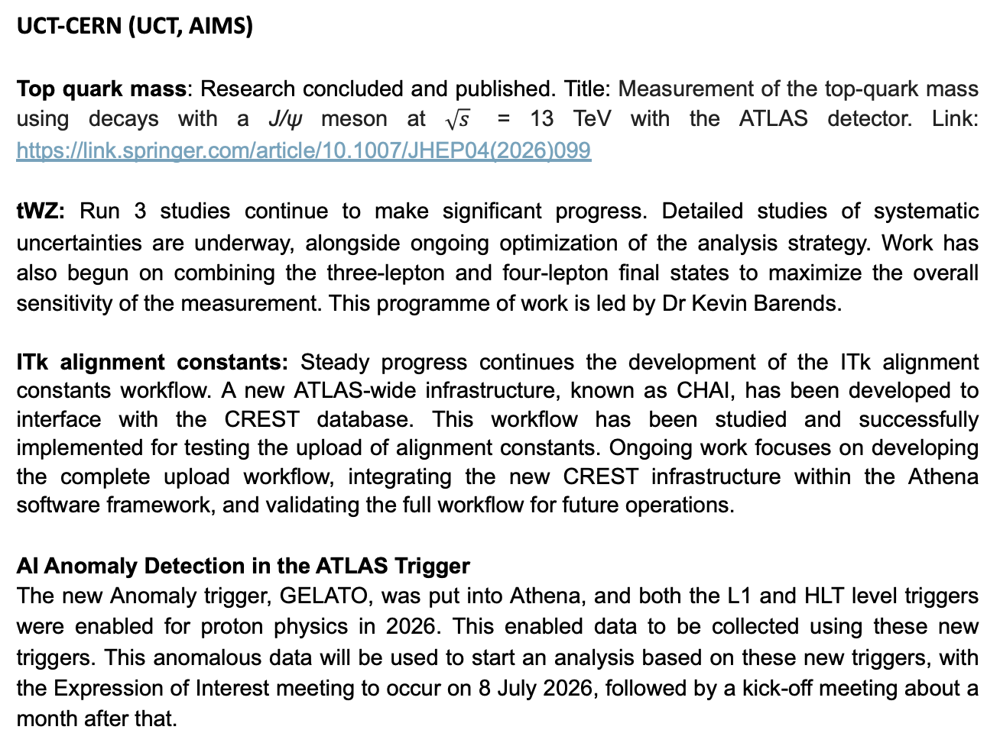 UCT-CERN (UCT, AIMS)
Top quark mass: Research concluded and published. Title: Measurement of the top-quark mass
using decays with a J/ψ meson at √s = 13 TeV with the ATLAS detector. Link:
https://link.springer.com/article/10.1007/JHEP04(2026)099
tWZ: Run 3 studies continue to make significant progress. Detailed studies of systematic
uncertainties are underway, alongside ongoing optimization of the analysis strategy. Work has
also begun on combining the three-lepton and four-lepton final states to maximize the overall
sensitivity of the measurement. This programme of work is led by Dr Kevin Barends.
ITk alignment constants: Steady progress continues the development of the ITk alignment
constants workflow. A new ATLAS-wide infrastructure, known as CHAI, has been developed to
interface with the CREST database. This workflow has been studied and successfully
implemented for testing the upload of alignment constants. Ongoing work focuses on developing
the complete upload workflow, integrating the new CREST infrastructure within the Athena
software framework, and validating the full workflow for future operations.
AI Anomaly Detection in the ATLAS Trigger
The new Anomaly trigger, GELATO, was put into Athena, and both the L1 and HLT level triggers
were enabled for proton physics in 2026. This enabled data to be collected using these new
triggers. This anomalous data will be used to start an analysis based on these new triggers, with
the Expression of Interest meeting to occur on 8 July 2026, followed by a kick-off meeting about a
month after that.